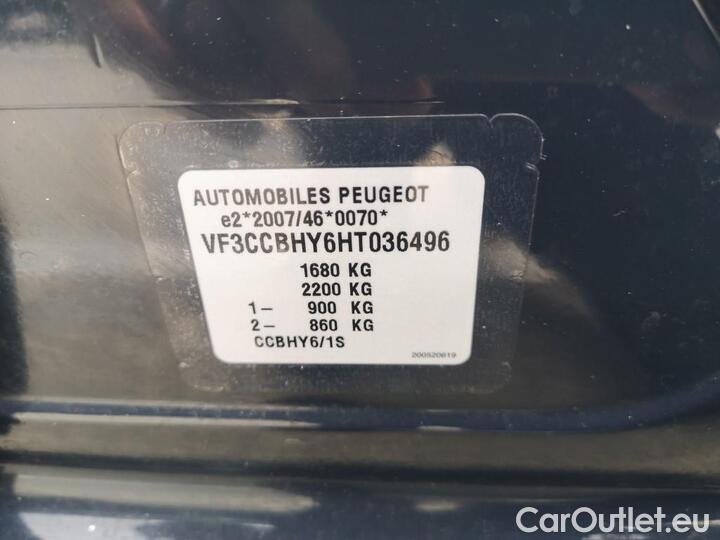 AUTOMOBILES PEUGEOT
e2*2007/46*0070*
VF3CCBHY6HT036496
1680 KG
2200 KG
1– 900 KG
2– 860 KG
CCBHY6/1S
200520619
CarOutlet.eu